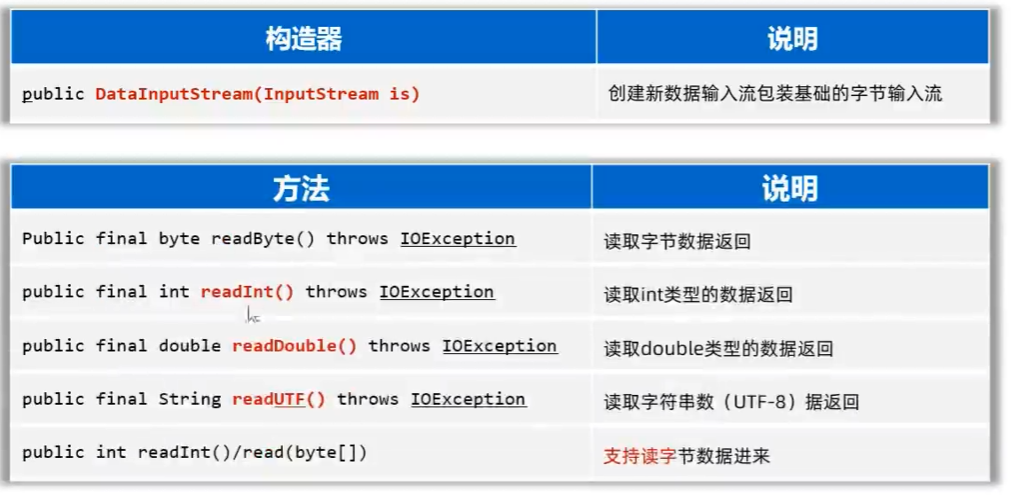 构造器 说明
public DataInputStream(InputStream is) 创建新数据输入流包装基础的字节输入流
方法 说明
Public final byte readByte() throws IOException 读取字节数据返回
public final int readInt() throws IOException 读取int类型的数据返回
public final double readDouble() throws IOException 读取double类型的数据返回
public final String readUTF() throws IOException 读取字符串数（UTF-8）据返回
public int readInt()/read(byte[]) 支持读字节数据进来